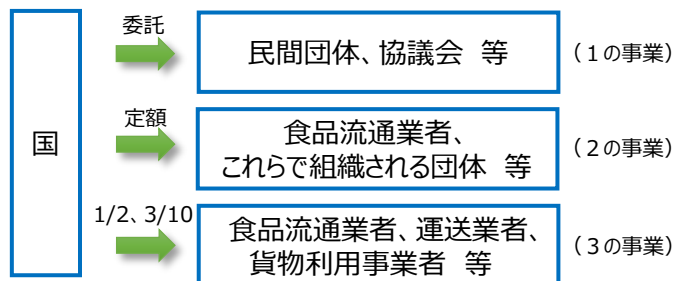 国
委託
民間団体、協議会 等
（１の事業）
定額
食品流通業者、
これらで組織される団体 等
（２の事業）
1/2、3/10
食品流通業者、運送業者、
貨物利用事業者 等
（３の事業）